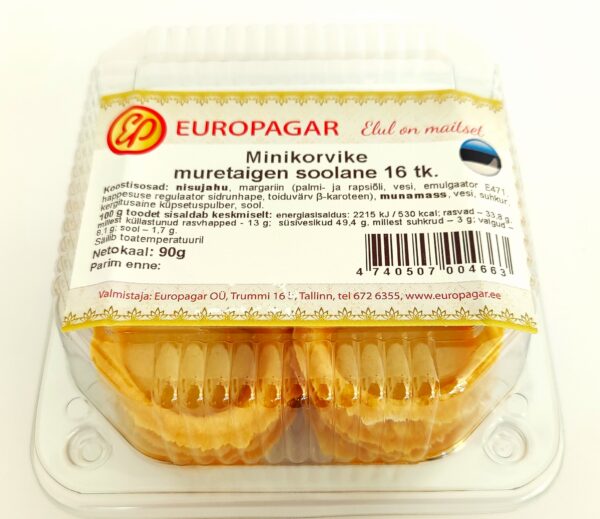 EP EUROPAGAR Elul on maitset
Minikorvike
muretaigen soolane 16 tk.
Koostisosad: nisujahu, margariin (palmi- ja rapsiõli, vesi, emulgaator E471,
happesuse regulaator sidrunhape, toiduvärv β-karoteen), munamass, vesi, suhkur,
kergitusaine küpsetuspulber, sool.
100 g toodet sisaldab keskmiselt: energiasisaldus: 2215 kJ / 530 kcal; rasvad – 33,8 g,
millest küllastunud rasvhapped - 13 g; süsivesikud 49,4 g, millest suhkrud – 3 g; valgud –
6,1 g; sool – 1,7 g.
Säilib toatemperatuuril
Netokaal: 90g
Parim enne:
4 740507 004663
Valmistaja: Europagar OÜ, Trummi 16 Tallinn, tel 672 6355, www.europagar.ee